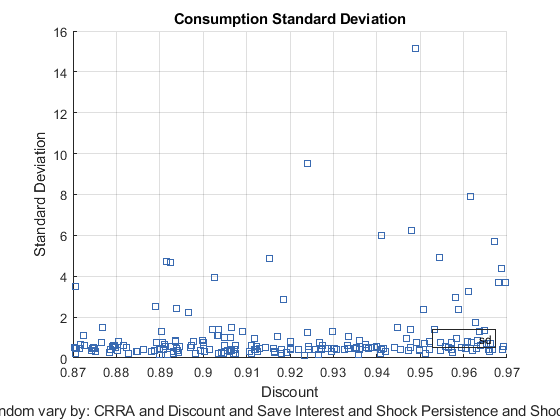 Consumption Standard Deviation
Standard Deviation
16
14
12
10
8
6
4
2
0
0.87 0.88 0.89 0.9 0.91 0.92 0.93 0.94 0.95 0.96 0.97
Discount
ndom vary by: CRRA and Discount and Save Interest and Shock Persistence and Sho